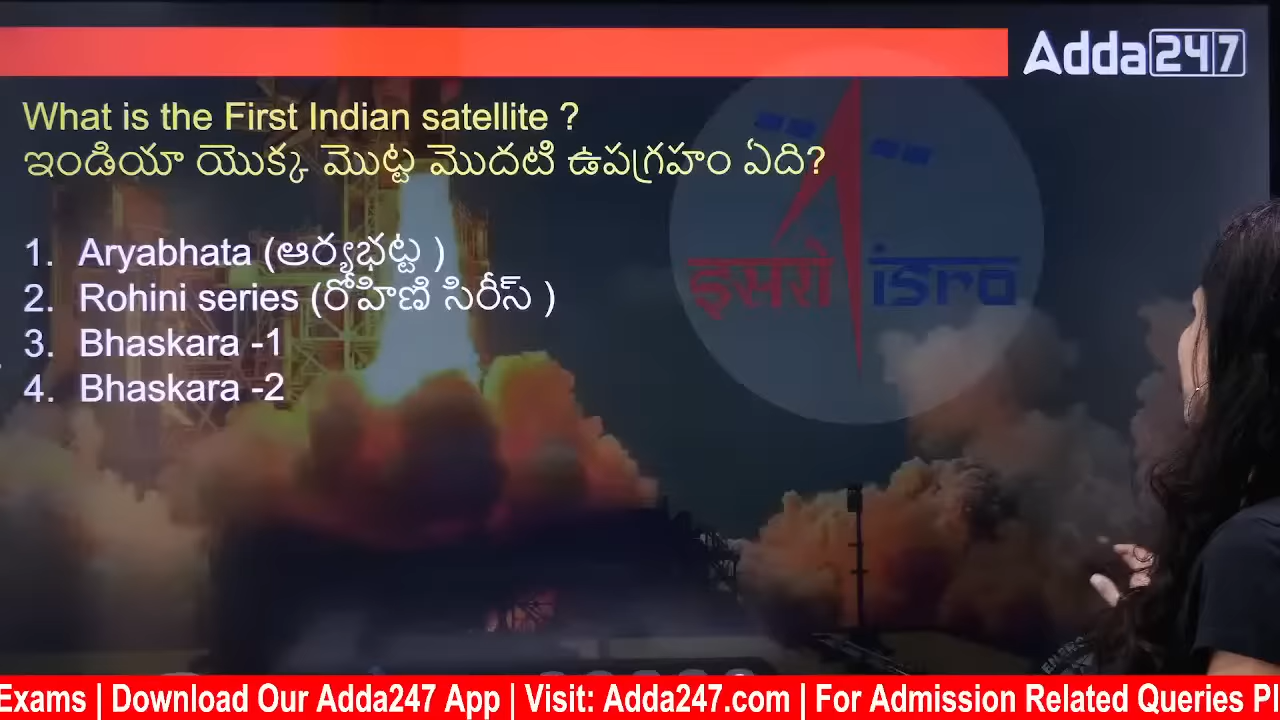 Adda247
What is the First Indian satellite ?
ఇండియా యొక్క మొట్ట మొదటి ఉపగ్రహం ఏది?
1. Aryabhata (ఆర్యభట్ట )
2. Rohini series (రోహిణి సిరీస్ )
3. Bhaskara -1
4. Bhaskara -2
इसरो isro
Exams | Download Our Adda247 App | Visit: Adda247.com | For Admission Related Queries Pl